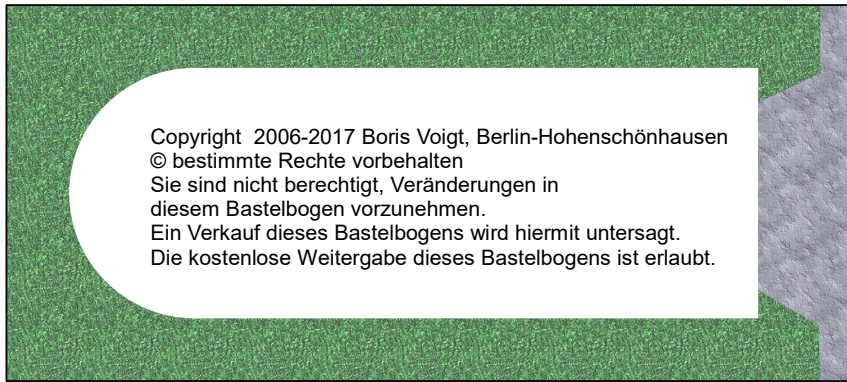 Copyright  2006-2017 Boris Voigt, Berlin-Hohenschönhausen
© bestimmte Rechte vorbehalten
Sie sind nicht berechtigt, Veränderungen in
diesem Bastelbogen vorzunehmen.
Ein Verkauf dieses Bastelbogens wird hiermit untersagt.
Die kostenlose Weitergabe dieses Bastelbogens ist erlaubt.